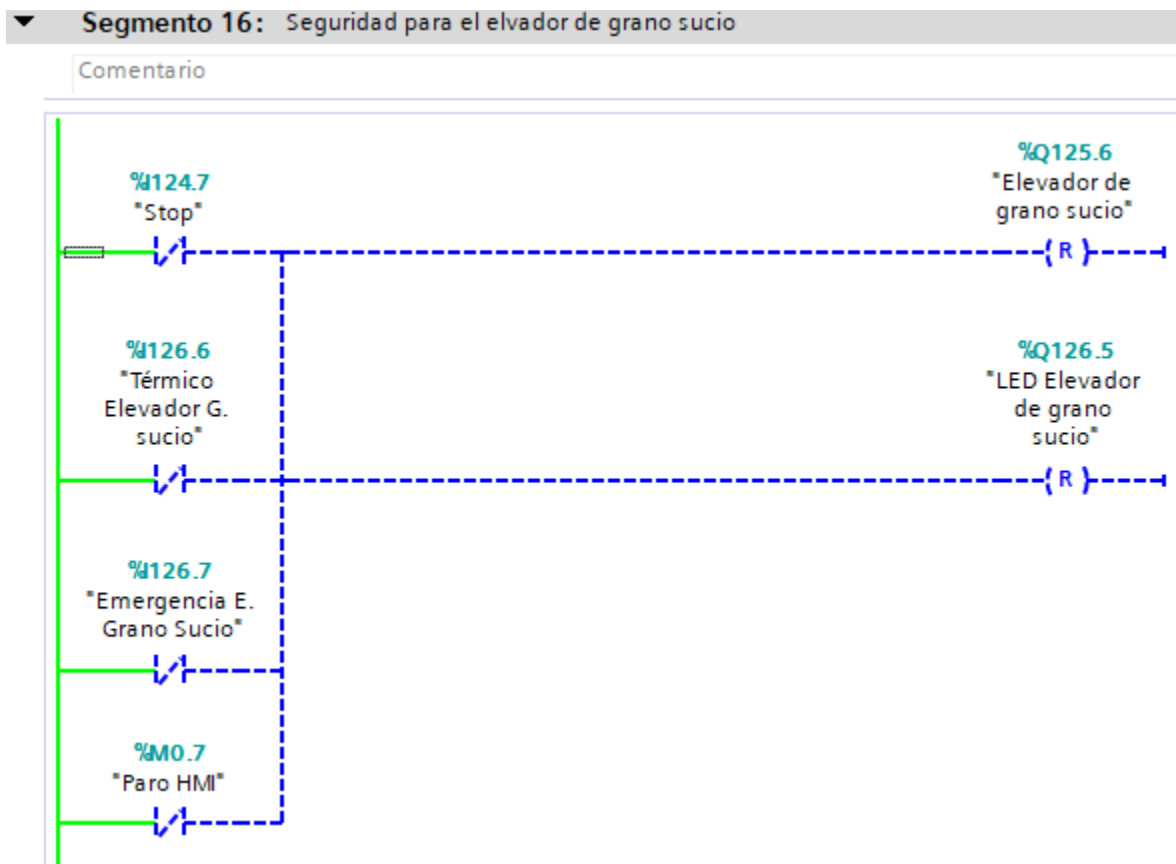 Segmento 16: Seguridad para el elvador de grano sucio
Comentario
%Q125.6
"Elevador de
grano sucio"
%I124.7
"Stop"
( R )
%I126.6
"Térmico
Elevador G.
sucio"
%Q126.5
"LED Elevador
de grano
sucio"
( R )
%I126.7
"Emergencia E.
Grano Sucio"
%M0.7
"Paro HMI"